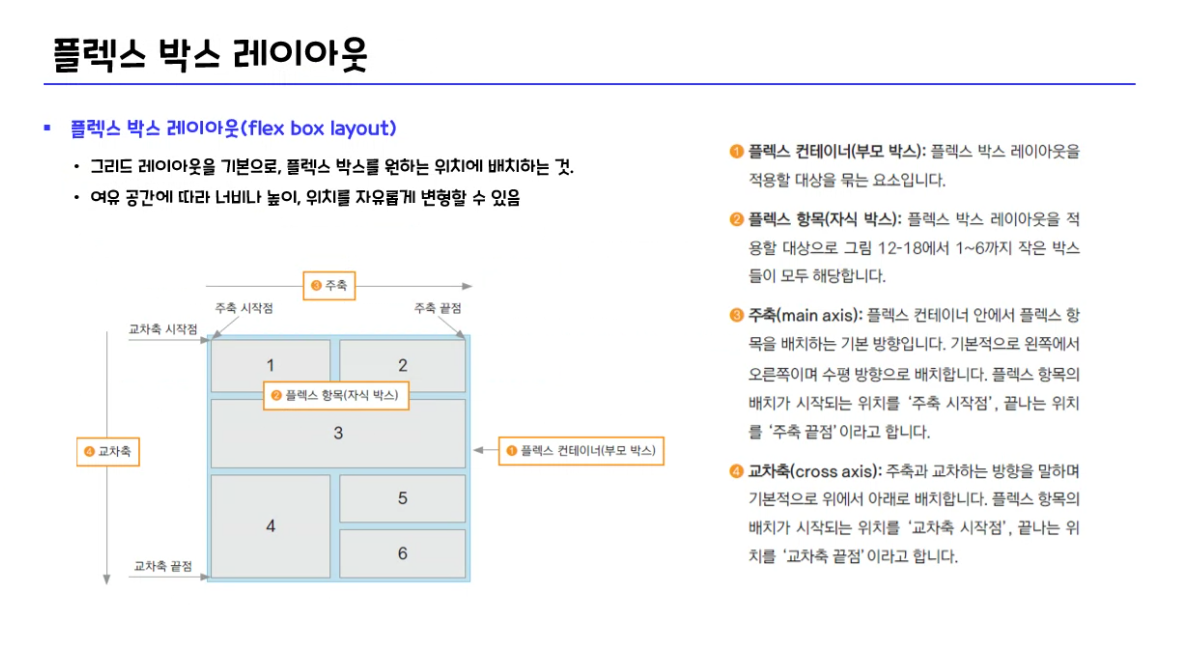 플렉스 박스 레이아웃
▪ 플렉스 박스 레이아웃(flex box layout)
• 그리드 레이아웃을 기본으로, 플렉스 박스를 원하는 위치에 배치하는 것.
• 여유 공간에 따라 너비나 높이, 위치를 자유롭게 변형할 수 있음
❸ 주축
주축 시작점
주축 끝점
교차축 시작점
1
2
❷ 플렉스 항목(자식 박스)
3
❹ 교차축
❶ 플렉스 컨테이너(부모 박스)
4
5
6
교차축 끝점
❶ 플렉스 컨테이너(부모 박스): 플렉스 박스 레이아웃을
적용할 대상을 묶는 요소입니다.
❷ 플렉스 항목(자식 박스): 플렉스 박스 레이아웃을 적
용할 대상으로 그림 12-18에서 1~6까지 작은 박스
들이 모두 해당합니다.
❸ 주축(main axis): 플렉스 컨테이너 안에서 플렉스 항
목을 배치하는 기본 방향입니다. 기본적으로 왼쪽에서
오른쪽이며 수평 방향으로 배치합니다. 플렉스 항목의
배치가 시작되는 위치를 ‘주축 시작점’, 끝나는 위치
를 ‘주축 끝점’이라고 합니다.
❹ 교차축(cross axis): 주축과 교차하는 방향을 말하며
기본적으로 위에서 아래로 배치합니다. 플렉스 항목의
배치가 시작되는 위치를 ‘교차축 시작점’, 끝나는 위
치를 ‘교차축 끝점’이라고 합니다.